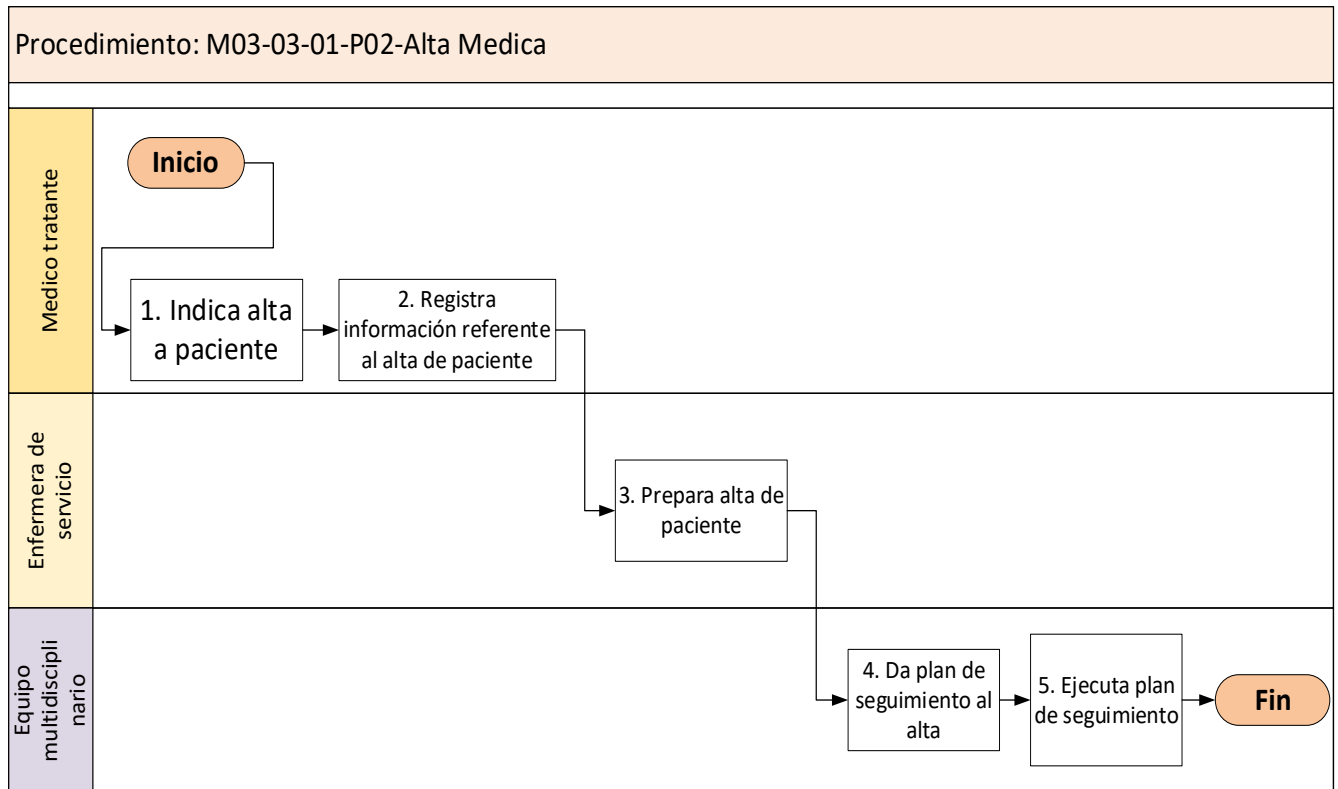 Procedimiento: M03-03-01-P02-Alta Medica
Medico tratante
Inicio
1. Indica alta
a paciente
2. Registra
información referente
al alta de paciente
Enfermera de
servicio
3. Prepara alta de
paciente
Equipo
multidiscipli
nario
4. Da plan de
seguimiento al
alta
5. Ejecuta plan
de seguimiento
Fin